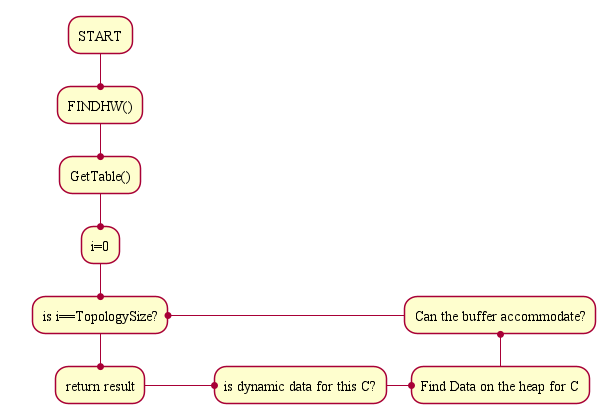 START
FINDHW()
GetTable()
i=0
is i==TopologySize?
Can the buffer accommodate?
return result
is dynamic data for this C?
Find Data on the heap for C